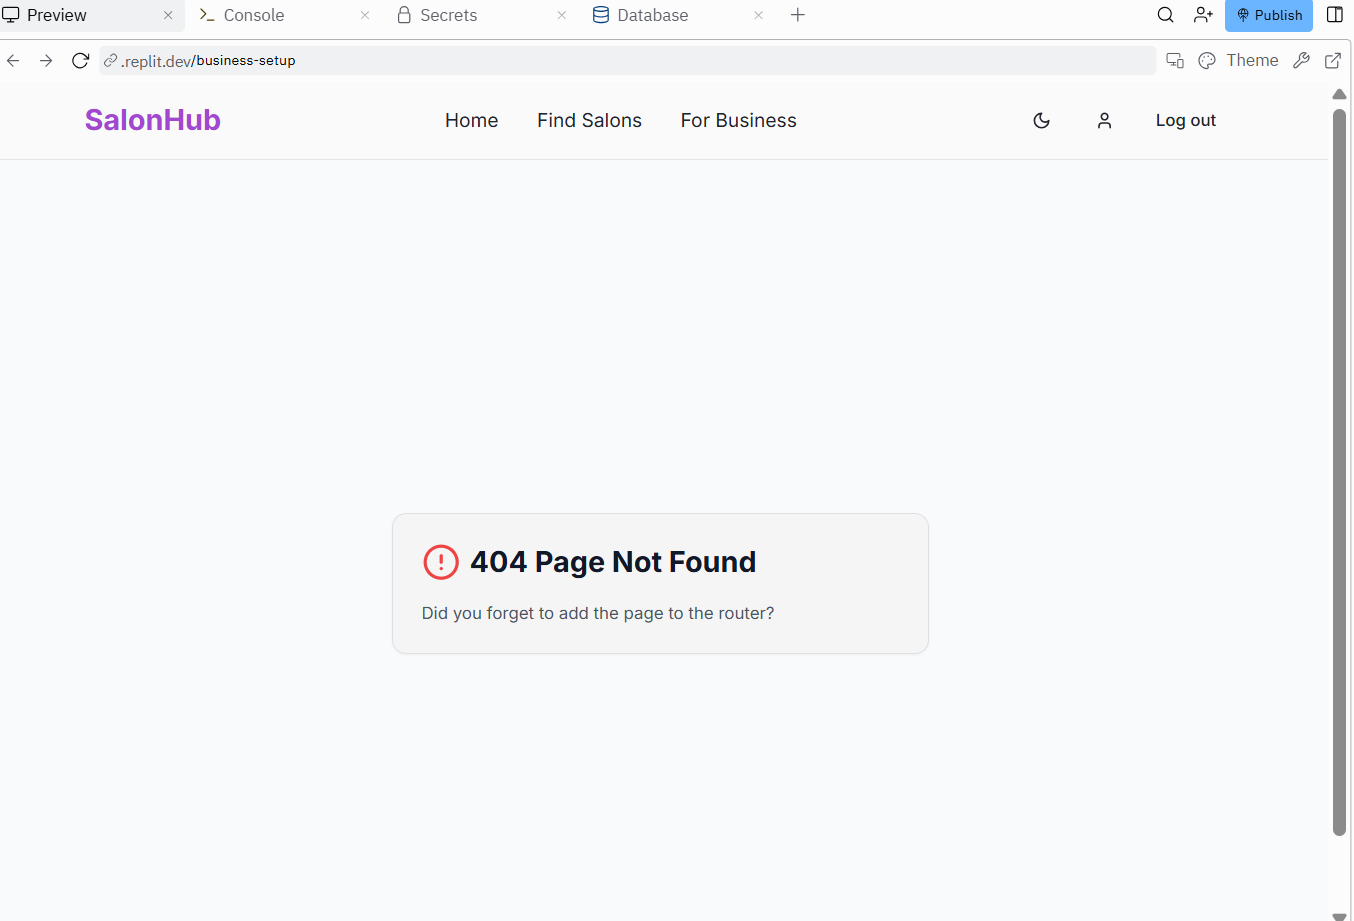 Preview Console Secrets Database Publish
.replit.dev/business-setup Theme
SalonHub Home Find Salons For Business Log out
404 Page Not Found
Did you forget to add the page to the router?